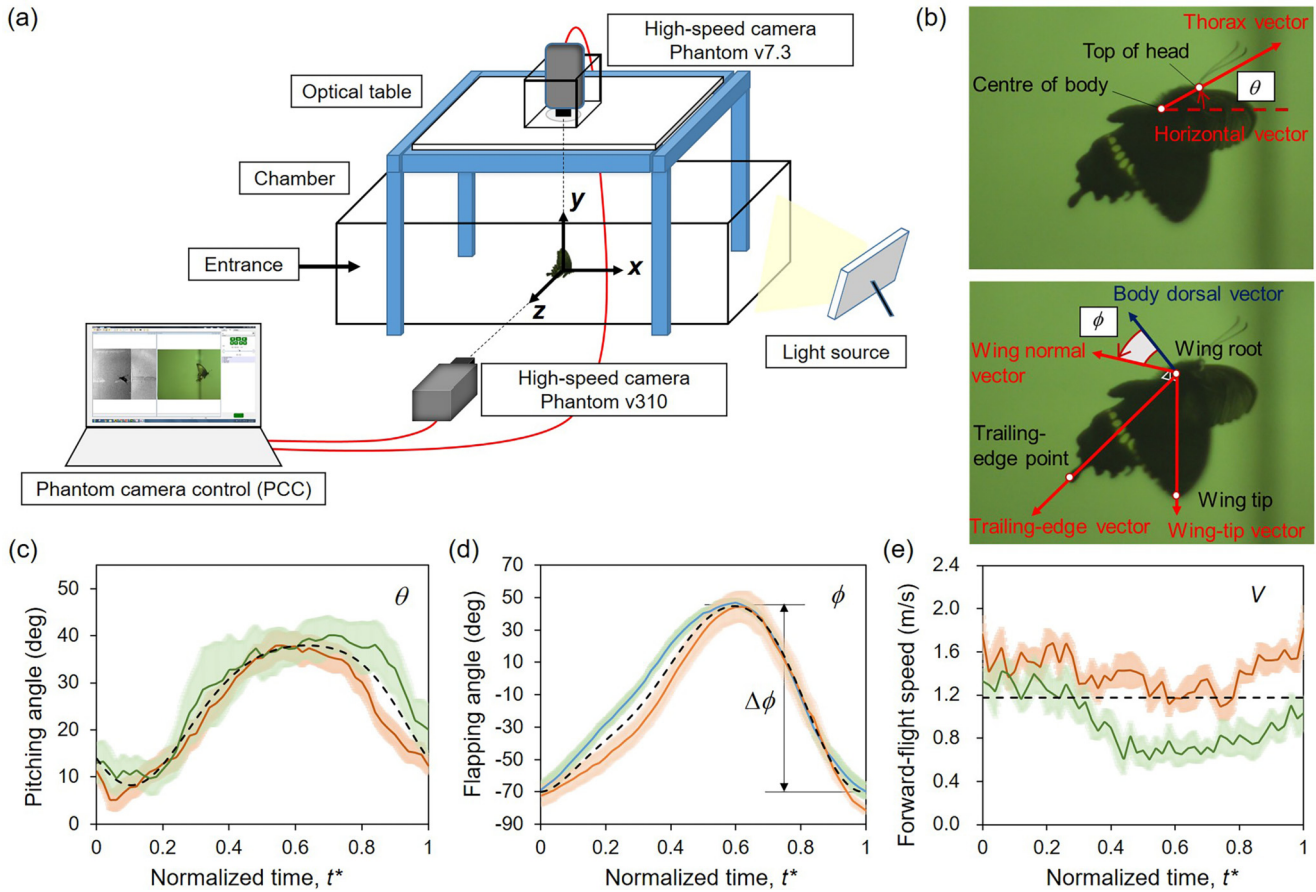 (a)
High-speed camera
Phantom v7.3
Optical table
Chamber
Entrance
y
x
z
Light source
High-speed camera
Phantom v310
Phantom camera control (PCC)
(b)
Thorax vector
Top of head
Centre of body
θ
Horizontal vector
Body dorsal vector
ϕ
Wing normal
vector
Wing root
Trailing-
edge point
Wing tip
Trailing-edge vector
Wing-tip vector
(c)
50
40
30
20
10
0
Pitching angle (deg)
θ
0
0.2
0.4
0.6
0.8
1
Normalized time, t*
(d)
70
50
30
10
-10
-30
-50
-70
-90
Flapping angle (deg)
ϕ
Δϕ
0
0.2
0.4
0.6
0.8
1
Normalized time, t*
(e)
2.4
2.0
1.6
1.2
0.8
0.4
0.0
Forward-flight speed (m/s)
V
0
0.2
0.4
0.6
0.8
1
Normalized time, t*